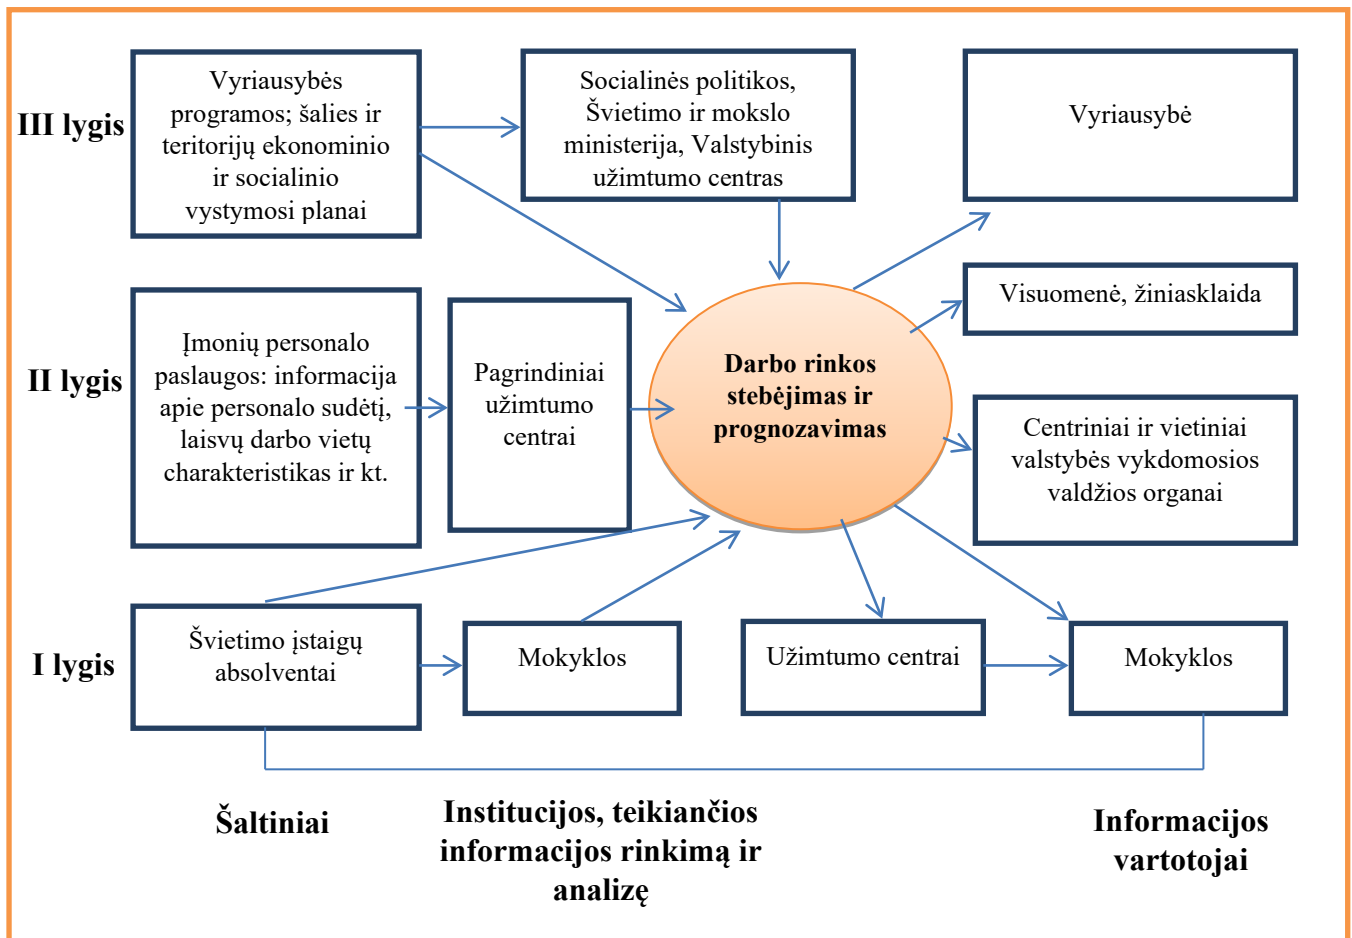 III lygis
Vyriausybės
programos; šalies ir
teritorijų ekonominio
ir socialinio
vystymosi planai
Socialinės politikos,
Švietimo ir mokslo
ministerija, Valstybinis
užimtumo centras
Vyriausybė
Visuomenė, žiniasklaida
II lygis
Įmonių personalo
paslaugos: informacija
apie personalo sudėtį,
laisvų darbo vietų
charakteristikas ir kt.
Pagrindiniai
užimtumo
centrai
Darbo rinkos
stebėjimas ir
prognozavimas
Centriniai ir vietiniai
valstybės vykdomosios
valdžios organai
I lygis
Švietimo įstaigų
absolventai
Mokyklos
Užimtumo centrai
Mokyklos
Šaltiniai
Institucijos, teikiančios
informacijos rinkimą ir
analizę
Informacijos
vartotojai